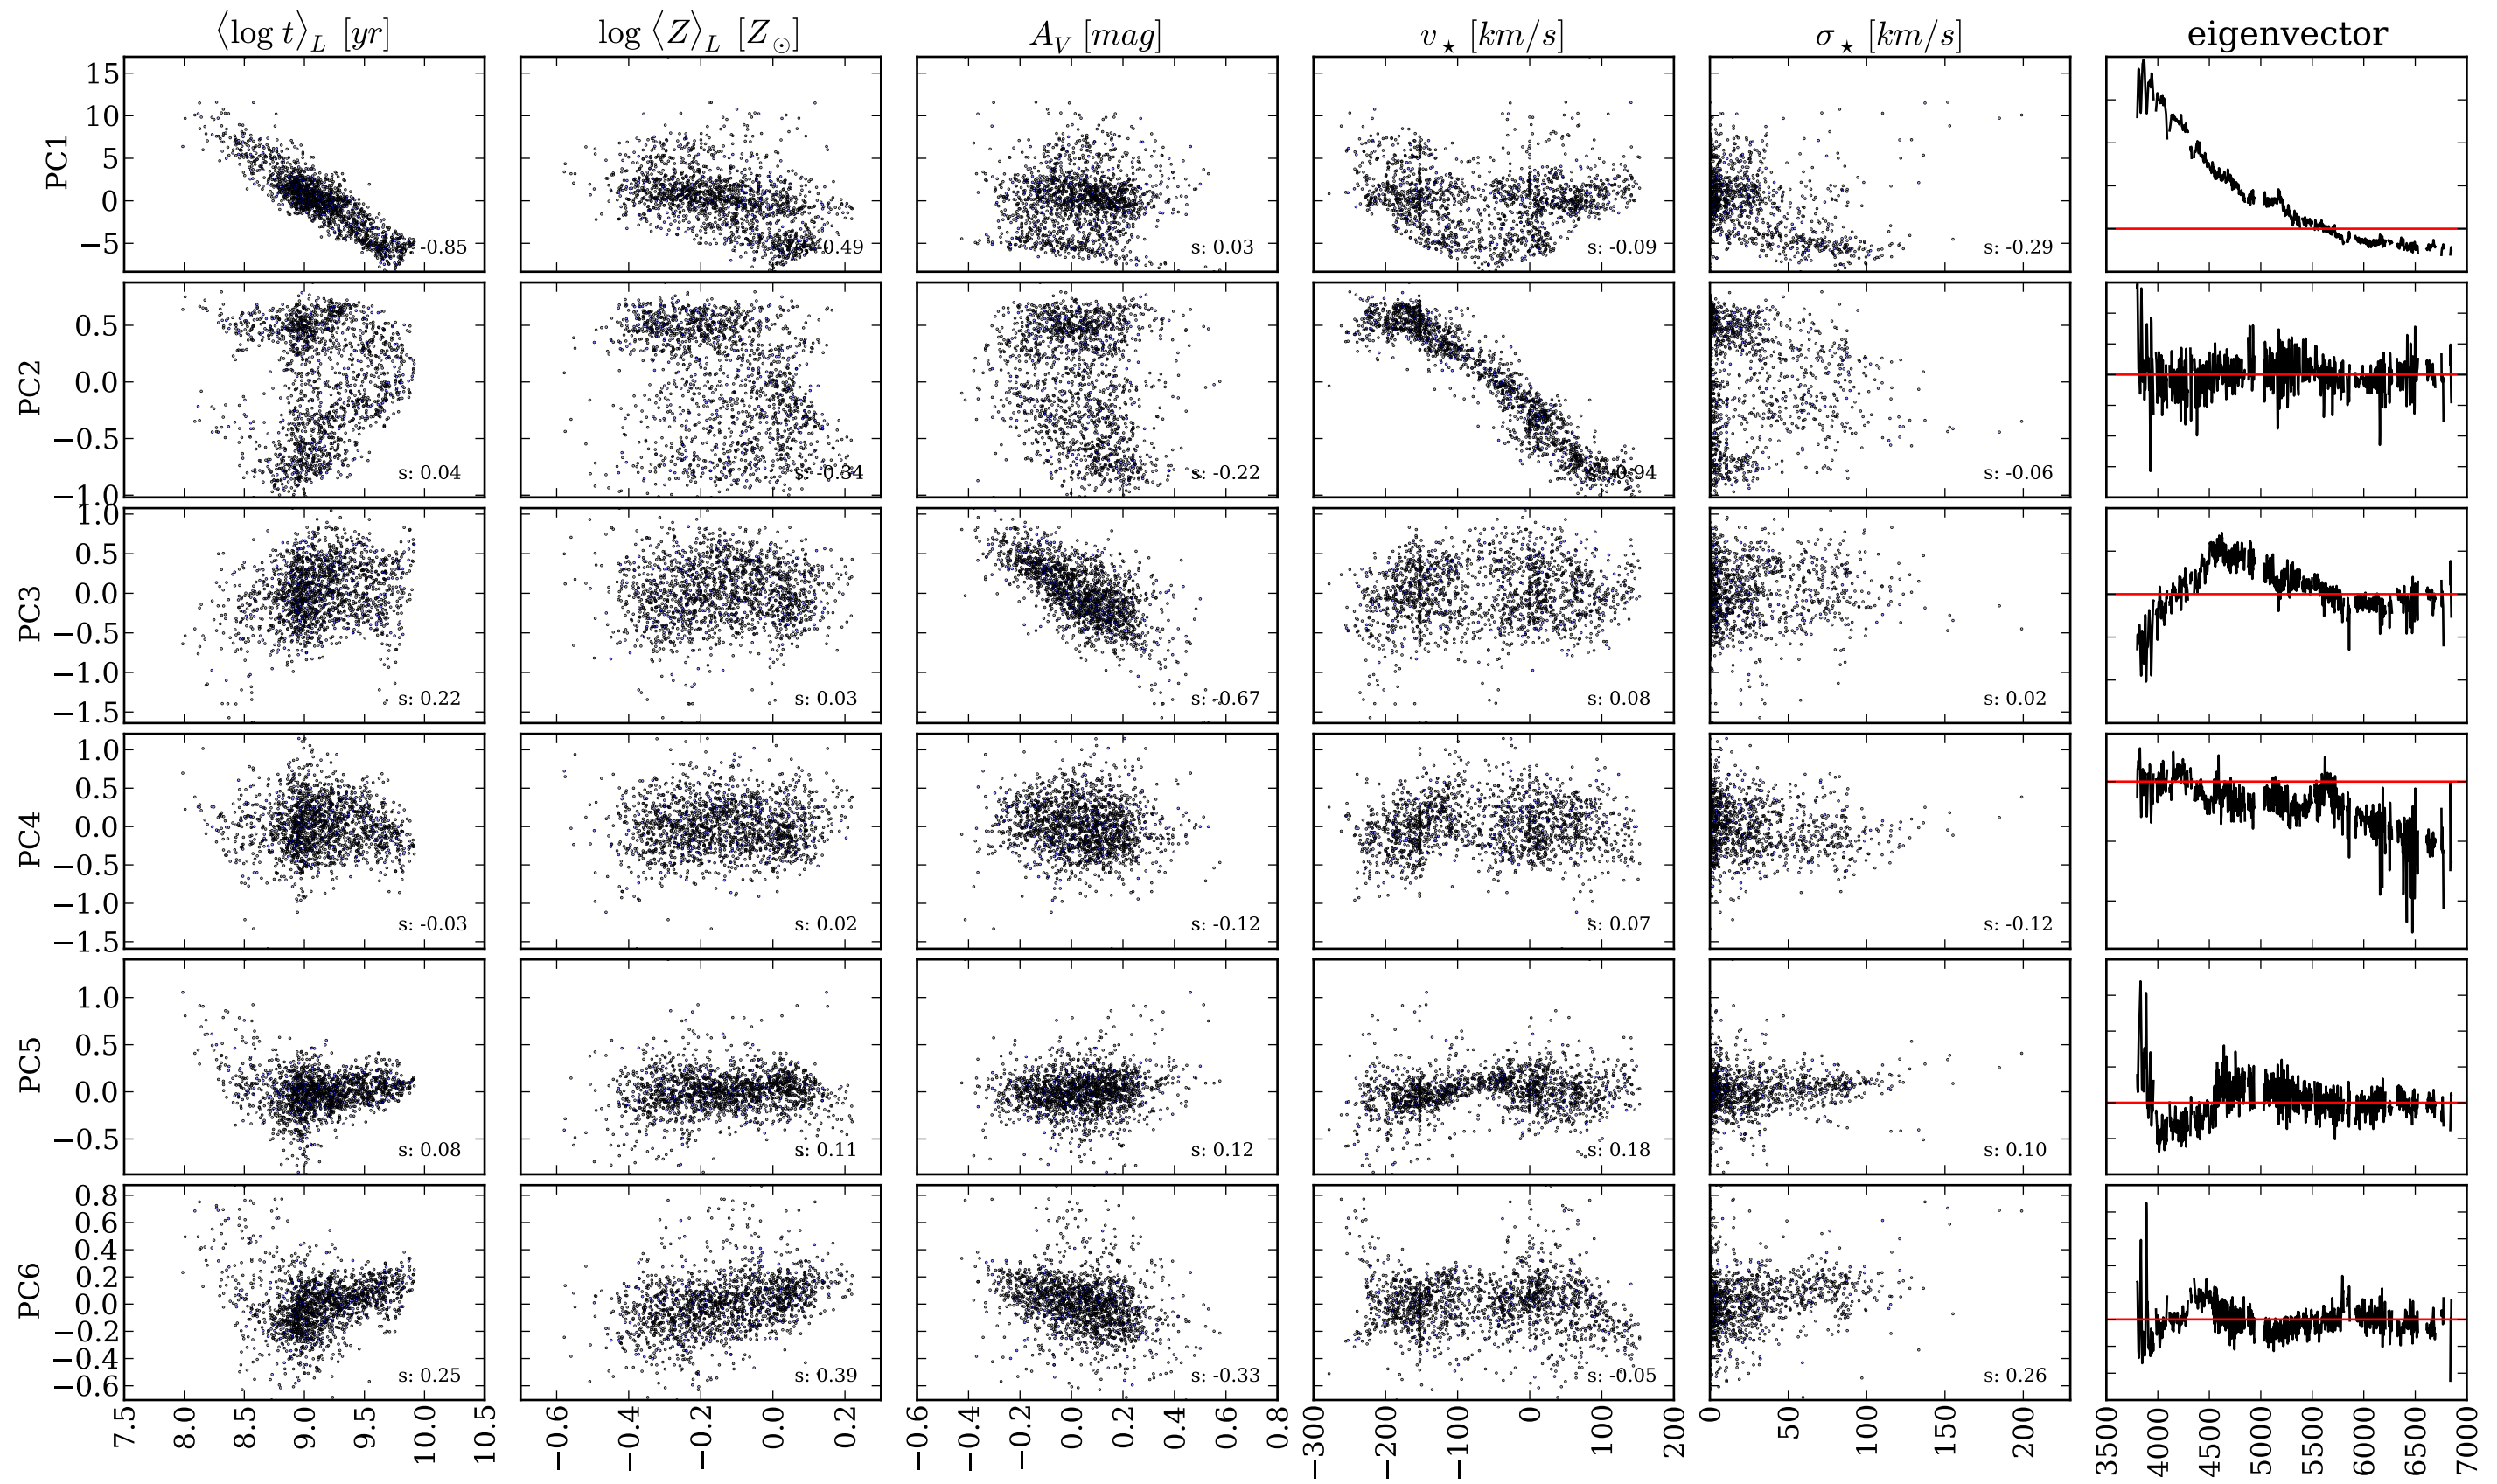 ⟨log t⟩_L [yr] log ⟨Z⟩_L [Z_⊙] A_V [mag] v_⋆ [km/s] σ_⋆ [km/s] eigenvector
PC1
15
10
5
0
−5
-0.85 -0.49 s: 0.03 s: -0.09 s: -0.29
PC2
0.5
0.0
−0.5
−1.0
s: 0.04 s: -0.34 s: -0.22 s: -0.94 s: -0.06
PC3
1.0
0.5
0.0
−0.5
−1.0
−1.5
s: 0.22 s: 0.03 s: -0.67 s: 0.08 s: 0.02
PC4
1.0
0.5
0.0
−0.5
−1.0
−1.5
s: -0.03 s: 0.02 s: -0.12 s: 0.07 s: -0.12
PC5
1.0
0.5
0.0
−0.5
s: 0.08 s: 0.11 s: 0.12 s: 0.18 s: 0.10
PC6
0.8
0.6
0.4
0.2
0.0
−0.2
−0.4
−0.6
s: 0.25 s: 0.39 s: -0.33 s: -0.05 s: 0.26
7.5 8.0 8.5 9.0 9.5 10.0 10.5 −0.6 −0.4 −0.2 0.0 0.2 −0.6 −0.4 −0.2 0.0 0.2 0.4 0.6 0.8 −300 −200 −100 0 100 200 0 50 100 150 200 3500 4000 4500 5000 5500 6000 6500 7000